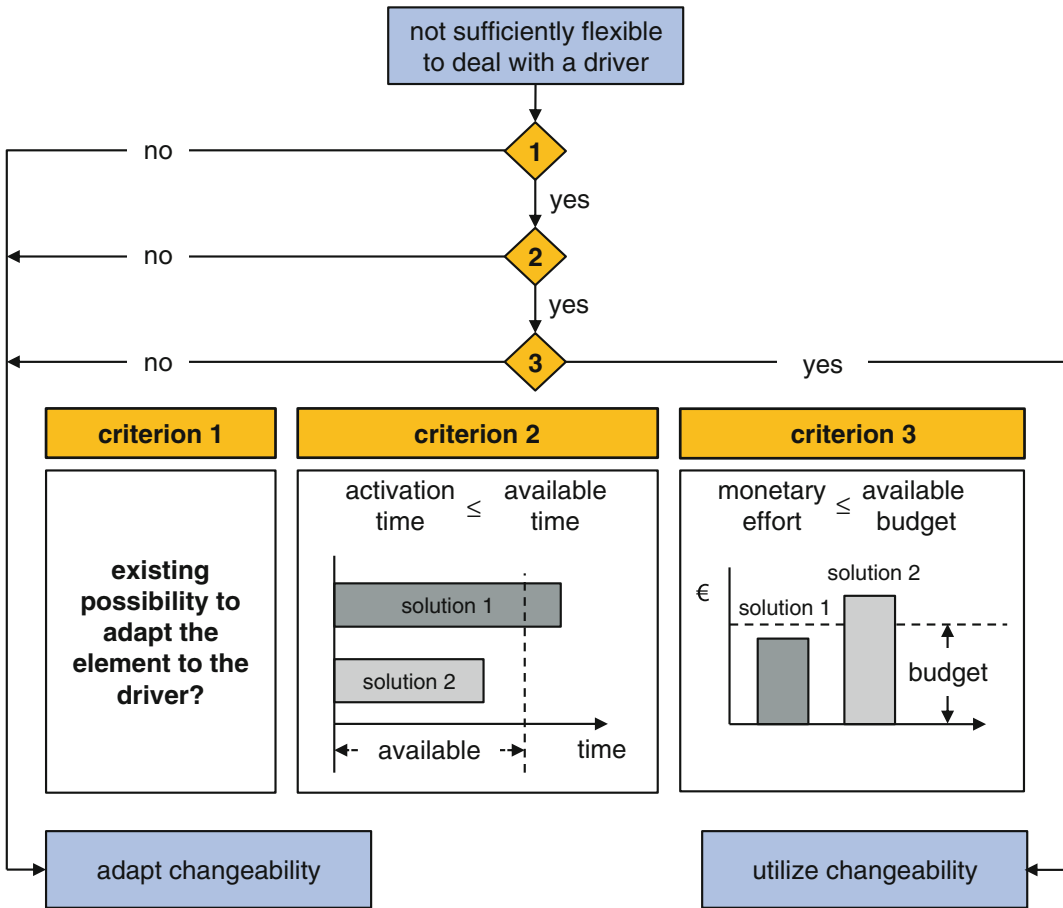 not sufficiently flexible
to deal with a driver
1
no
yes
2
no
yes
3
no
yes
criterion 1
existing
possibility to
adapt the
element to the
driver?
criterion 2
activation
time
≤
available
time
solution 1
solution 2
available
time
criterion 3
monetary
effort
≤
available
budget
€
solution 1
solution 2
budget
adapt changeability
utilize changeability